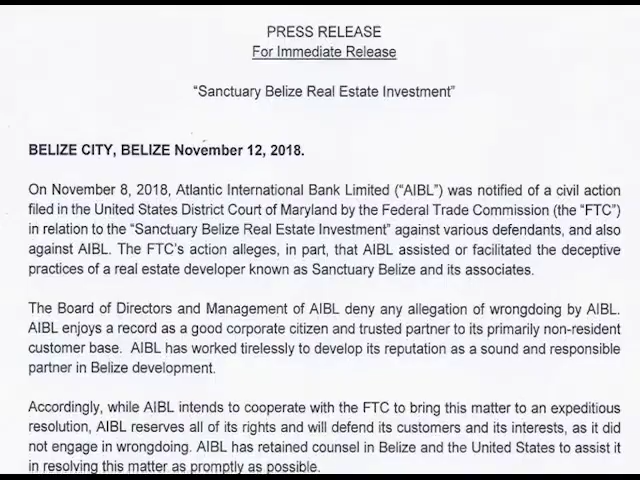 PRESS RELEASE
For Immediate Release
“Sanctuary Belize Real Estate Investment”
BELIZE CITY, BELIZE November 12, 2018.
On November 8, 2018, Atlantic International Bank Limited (“AIBL”) was notified of a civil action
filed in the United States District Court of Maryland by the Federal Trade Commission (the “FTC”)
in relation to the “Sanctuary Belize Real Estate Investment” against various defendants, and also
against AIBL. The FTC’s action alleges, in part, that AIBL assisted or facilitated the deceptive
practices of a real estate developer known as Sanctuary Belize and its associates.
The Board of Directors and Management of AIBL deny any allegation of wrongdoing by AIBL.
AIBL enjoys a record as a good corporate citizen and trusted partner to its primarily non-resident
customer base. AIBL has worked tirelessly to develop its reputation as a sound and responsible
partner in Belize development.
Accordingly, while AIBL intends to cooperate with the FTC to bring this matter to an expeditious
resolution, AIBL reserves all of its rights and will defend its customers and its interests, as it did
not engage in wrongdoing. AIBL has retained counsel in Belize and the United States to assist it
in resolving this matter as promptly as possible.